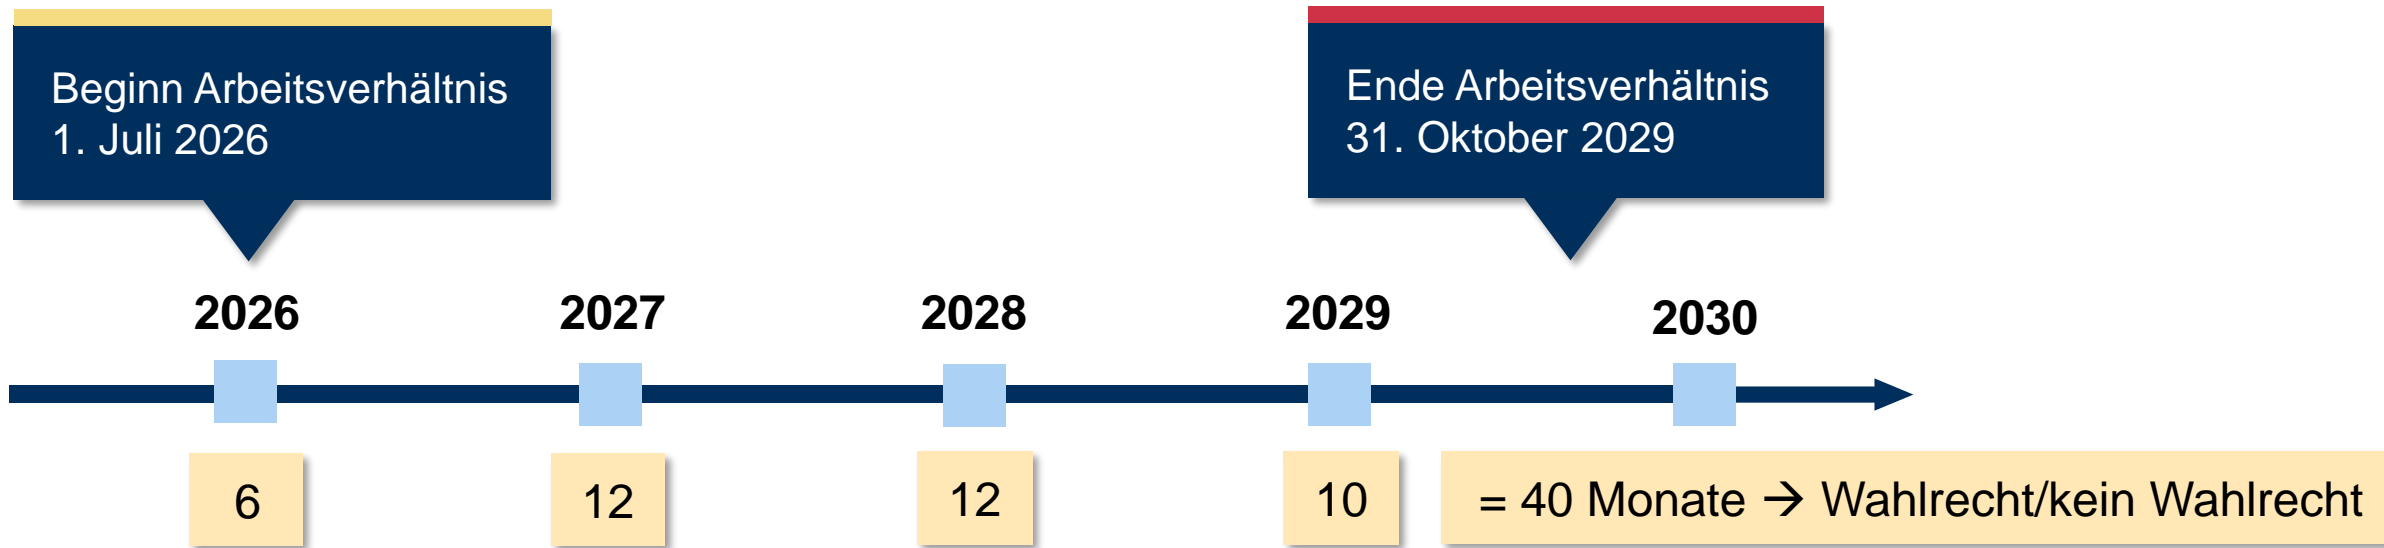 Beginn Arbeitsverhältnis
1. Juli 2026
Ende Arbeitsverhältnis
31. Oktober 2029
2026 2027 2028 2029 2030
6 12 12 10 = 40 Monate → Wahlrecht/kein Wahlrecht